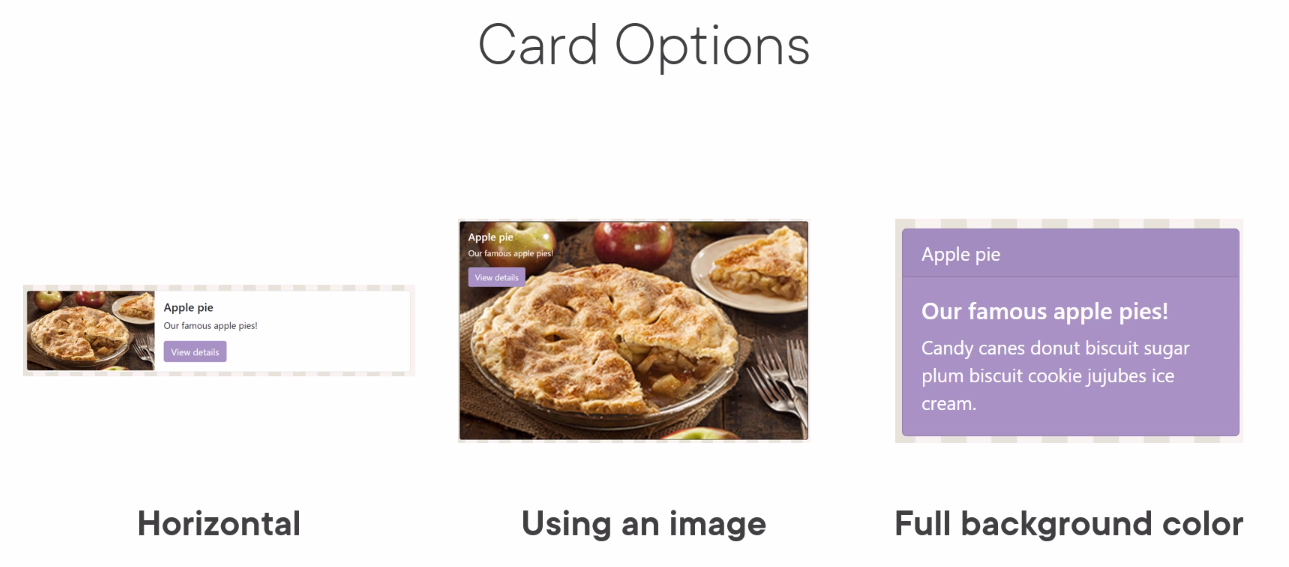 Card Options
Apple pie
Our famous apple pies!
View details
Apple pie
Our famous apple pies!
View details
Apple pie
Our famous apple pies!
Candy canes donut biscuit sugar
plum biscuit cookie jujubes ice
cream.
Horizontal
Using an image
Full background color